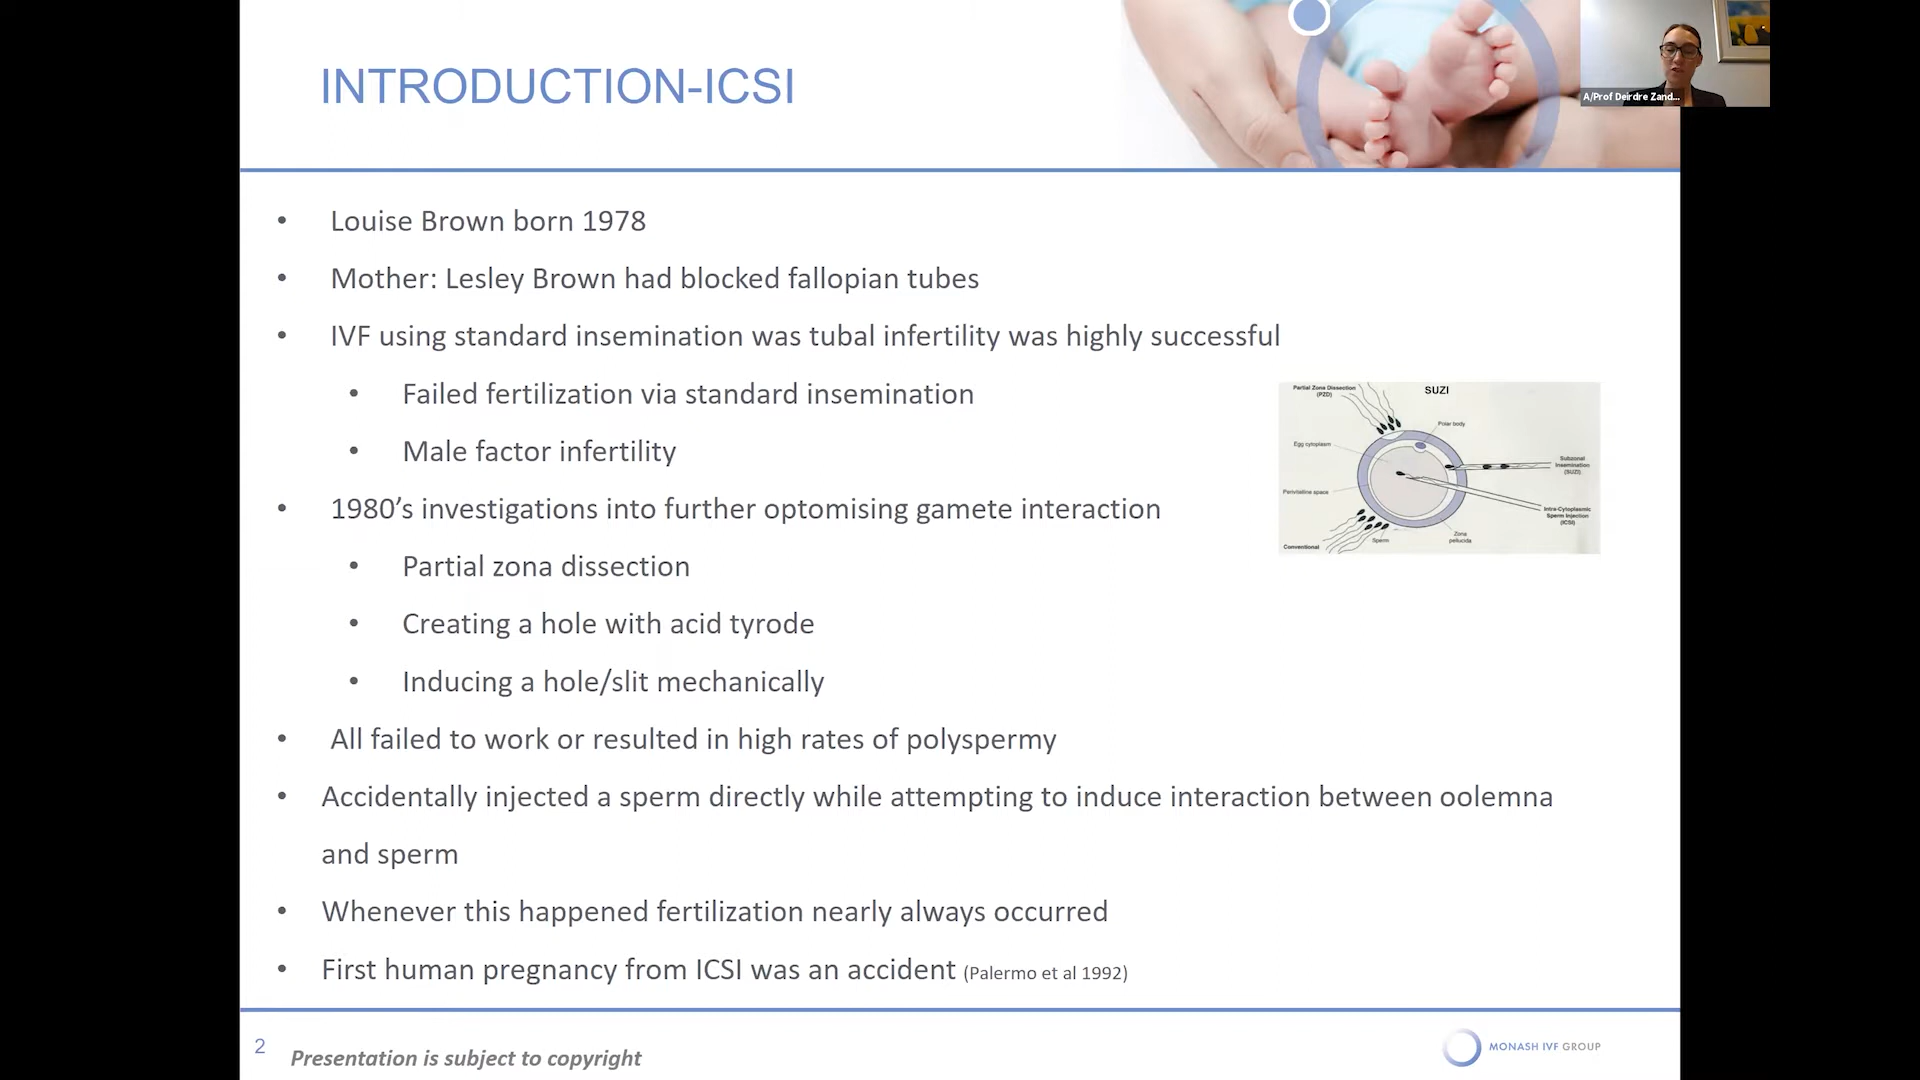 INTRODUCTION-ICSI
A/Prof Deirdre Zand...
• Louise Brown born 1978
• Mother: Lesley Brown had blocked fallopian tubes
• IVF using standard insemination was tubal infertility was highly successful
• Failed fertilization via standard insemination
• Male factor infertility
• 1980’s investigations into further optomising gamete interaction
• Partial zona dissection
• Creating a hole with acid tyrode
• Inducing a hole/slit mechanically
• All failed to work or resulted in high rates of polyspermy
• Accidentally injected a sperm directly while attempting to induce interaction between oolemna
and sperm
• Whenever this happened fertilization nearly always occurred
• First human pregnancy from ICSI was an accident (Palermo et al 1992)
Partial Zona Dissection
(PZD)
SUZI
Polar body
Egg cytoplasm
Subzonal
Insemination
(SUZI)
Perivitelline space
Intra-Cytoplasmic
Sperm Injection
(ICSI)
Zona
pellucida
Sperm
Conventional
2
Presentation is subject to copyright
MONASH IVF GROUP